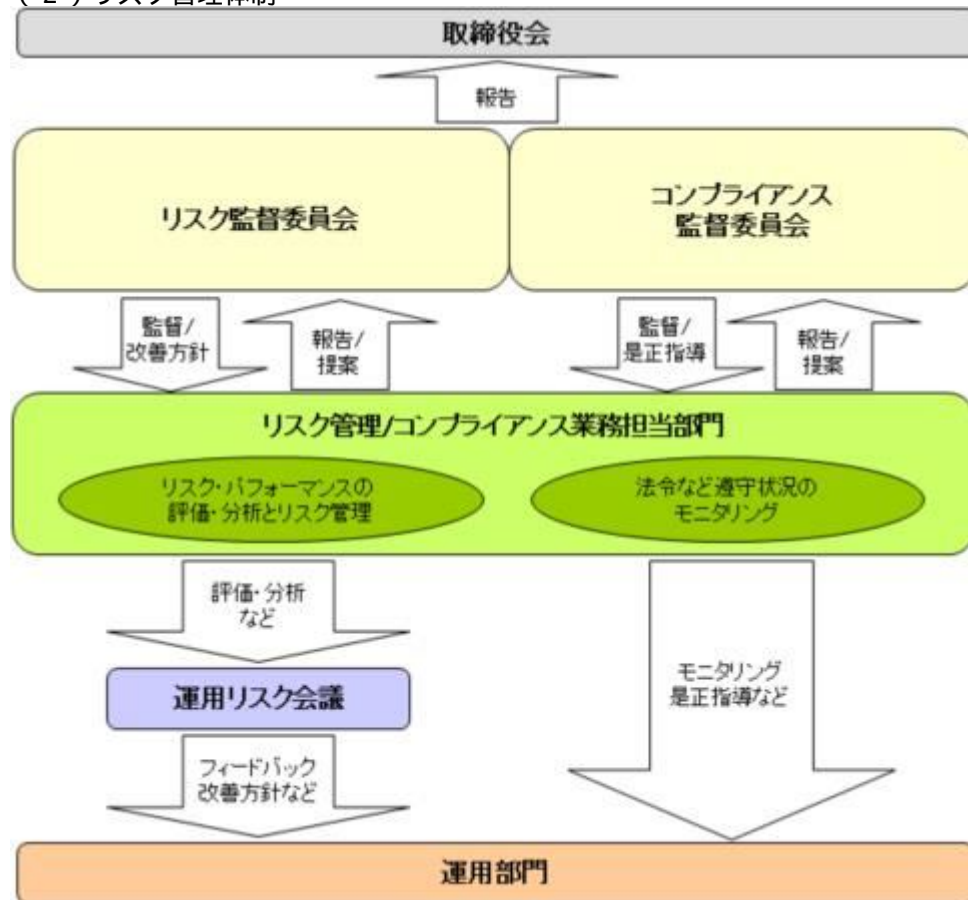 (２)リスク管理体制
取締役会
報告
リスク監督委員会
コンプライアンス
監督委員会
監督/
改善方針
報告/
提案
監督/
是正指導
報告/
提案
リスク管理/コンプライアンス業務担当部門
リスク・パフォーマンスの
評価・分析とリスク管理
法令など遵守状況の
モニタリング
評価・分析
など
運用リスク会議
モニタリング
是正指導など
フィードバック
改善方針など
運用部門